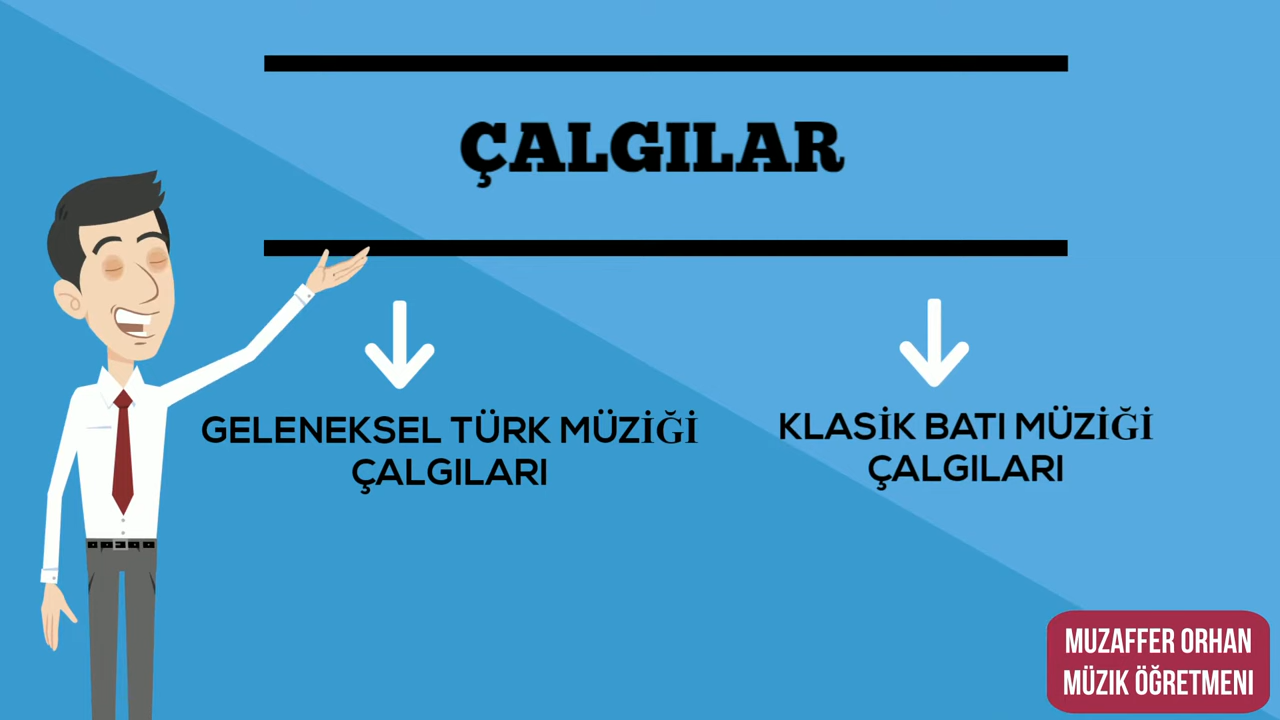 ÇALGILAR
GELENEKSEL TÜRK MÜZİĞİ
ÇALGILARI
KLASİK BATI MÜZİĞİ
ÇALGILARI
MUZAFFER ORHAN
MÜZIK ÖĞRETMENI